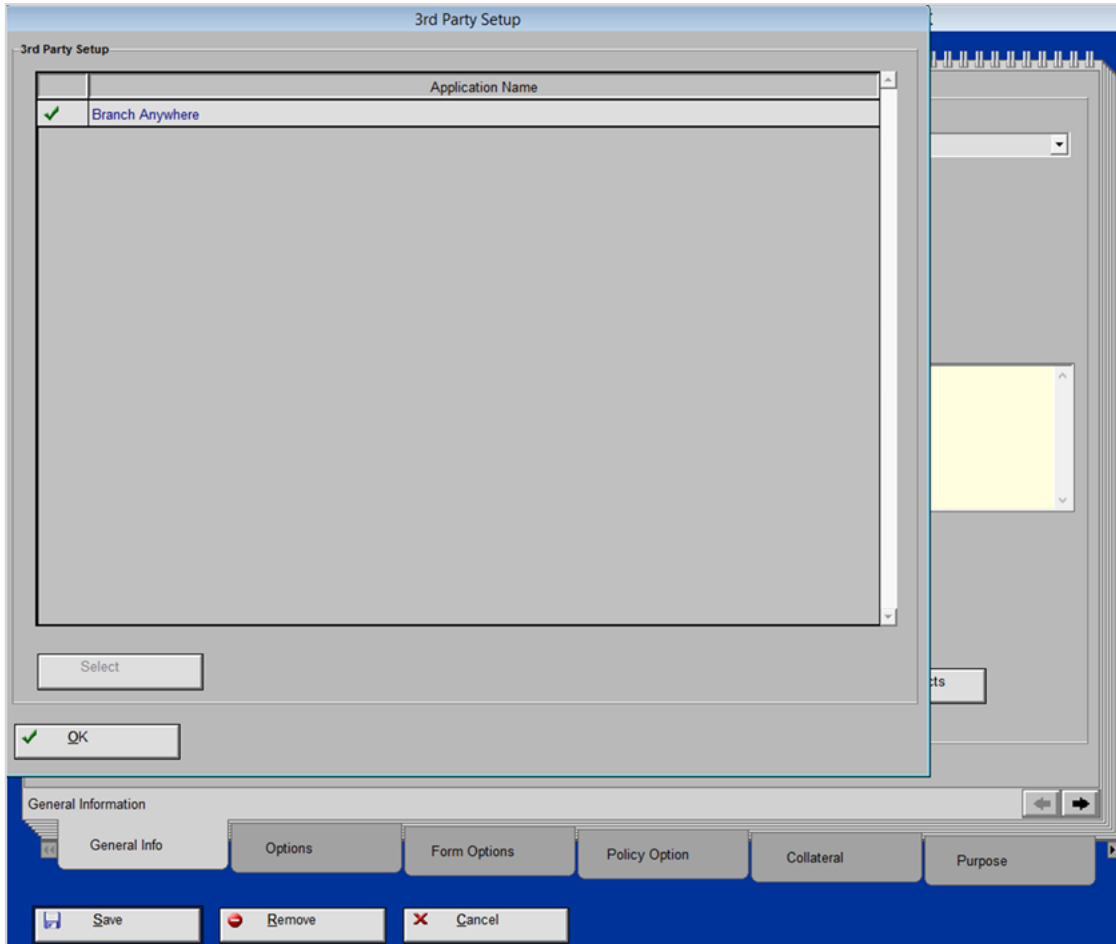 3rd Party Setup
3rd Party Setup
Application Name
Branch Anywhere
Select
cts
OK
General Information
General Info
Options
Form Options
Policy Option
Collateral
Purpose
Save
Remove
Cancel